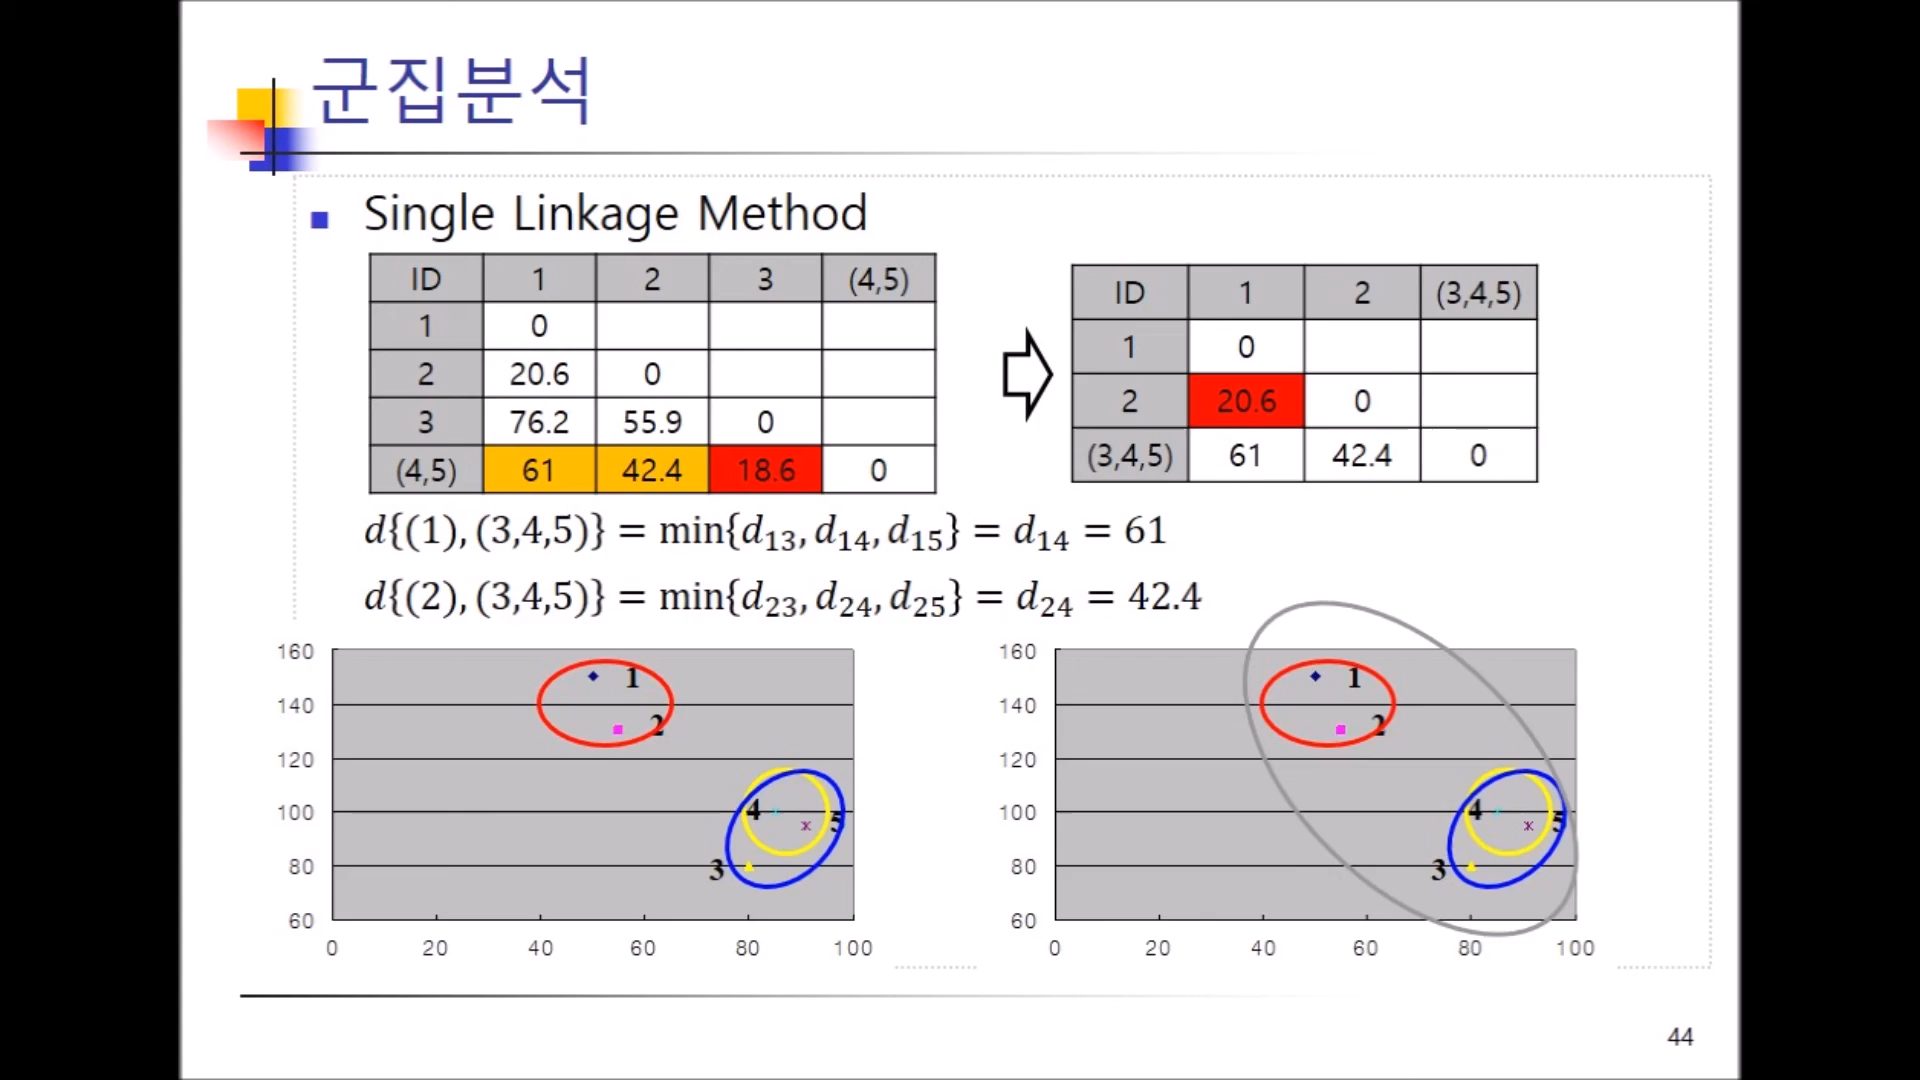 군집분석
Single Linkage Method
ID 1 2 3 (4,5)
1 0
2 20.6 0
3 76.2 55.9 0
(4,5) 61 42.4 18.6 0
ID 1 2 (3,4,5)
1 0
2 20.6 0
(3,4,5) 61 42.4 0
d{(1),(3,4,5)} = min{d₁₃, d₁₄, d₁₅} = d₁₄ = 61
d{(2),(3,4,5)} = min{d₂₃, d₂₄, d₂₅} = d₂₄ = 42.4
160
140
120
100
80
60
0 20 40 60 80 100
1
2
4
5
3
160
140
120
100
80
60
0 20 40 60 80 100
1
2
4
5
3
44